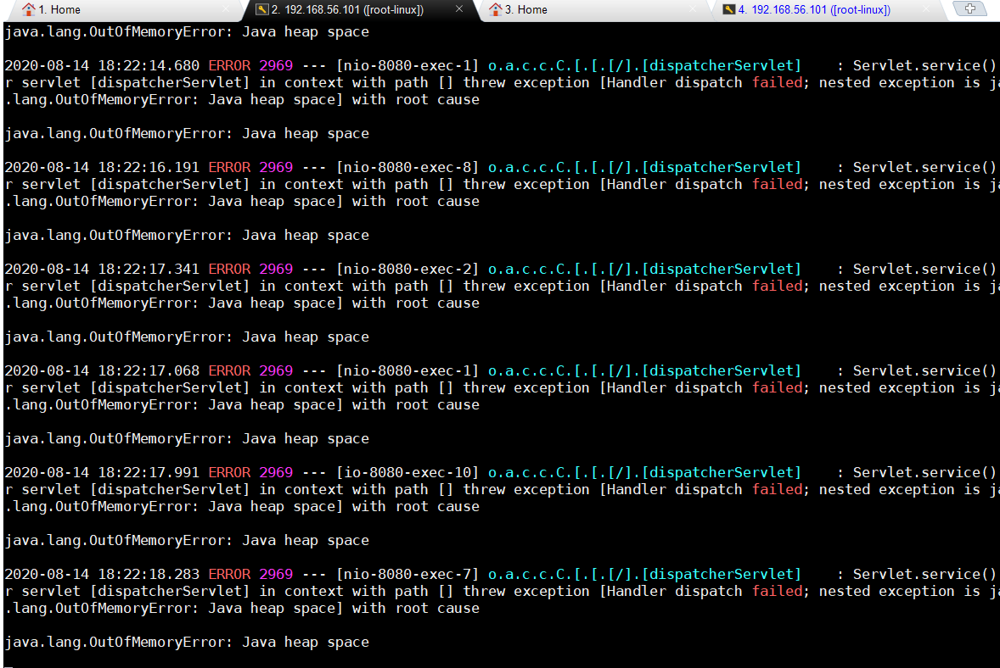 1. Home
2. 192.168.56.101 ([root-linux])
3. Home
4. 192.168.56.101 ([root-linux])
java.lang.OutOfMemoryError: Java heap space
2020-08-14 18:22:14.680 ERROR 2969 --- [nio-8080-exec-1] o.a.c.c.C.[.[.[/].[dispatcherServlet] : Servlet.service()
r servlet [dispatcherServlet] in context with path [] threw exception [Handler dispatch failed; nested exception is ja
.lang.OutOfMemoryError: Java heap space] with root cause
java.lang.OutOfMemoryError: Java heap space
2020-08-14 18:22:16.191 ERROR 2969 --- [nio-8080-exec-8] o.a.c.c.C.[.[.[/].[dispatcherServlet] : Servlet.service()
r servlet [dispatcherServlet] in context with path [] threw exception [Handler dispatch failed; nested exception is ja
.lang.OutOfMemoryError: Java heap space] with root cause
java.lang.OutOfMemoryError: Java heap space
2020-08-14 18:22:17.341 ERROR 2969 --- [nio-8080-exec-2] o.a.c.c.C.[.[.[/].[dispatcherServlet] : Servlet.service()
r servlet [dispatcherServlet] in context with path [] threw exception [Handler dispatch failed; nested exception is ja
.lang.OutOfMemoryError: Java heap space] with root cause
java.lang.OutOfMemoryError: Java heap space
2020-08-14 18:22:17.068 ERROR 2969 --- [nio-8080-exec-1] o.a.c.c.C.[.[.[/].[dispatcherServlet] : Servlet.service()
r servlet [dispatcherServlet] in context with path [] threw exception [Handler dispatch failed; nested exception is ja
.lang.OutOfMemoryError: Java heap space] with root cause
java.lang.OutOfMemoryError: Java heap space
2020-08-14 18:22:17.991 ERROR 2969 --- [io-8080-exec-10] o.a.c.c.C.[.[.[/].[dispatcherServlet] : Servlet.service()
r servlet [dispatcherServlet] in context with path [] threw exception [Handler dispatch failed; nested exception is ja
.lang.OutOfMemoryError: Java heap space] with root cause
java.lang.OutOfMemoryError: Java heap space
2020-08-14 18:22:18.283 ERROR 2969 --- [nio-8080-exec-7] o.a.c.c.C.[.[.[/].[dispatcherServlet] : Servlet.service()
r servlet [dispatcherServlet] in context with path [] threw exception [Handler dispatch failed; nested exception is ja
.lang.OutOfMemoryError: Java heap space] with root cause
java.lang.OutOfMemoryError: Java heap space